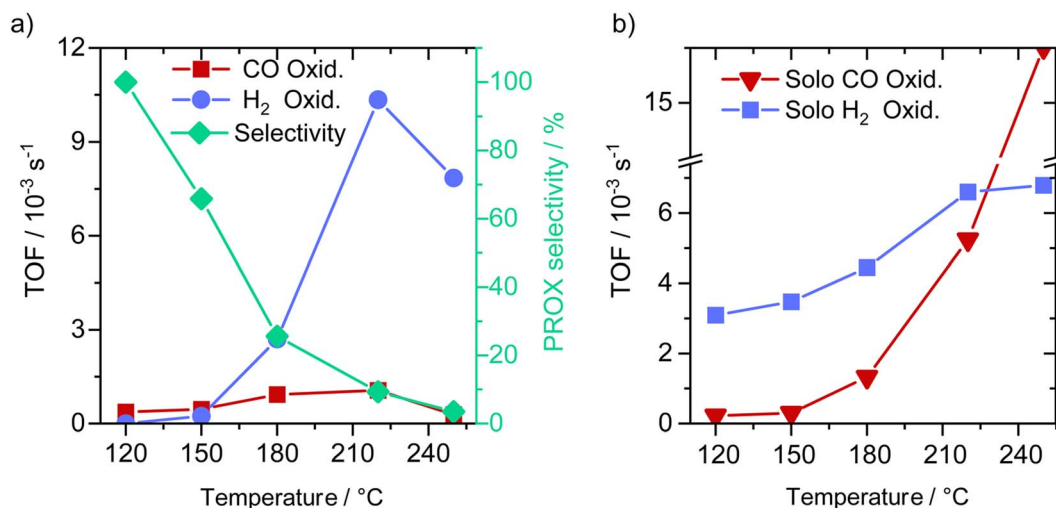 a)
TOF / 10⁻³ s⁻¹
12
9
6
3
0
CO Oxid.
H₂ Oxid.
Selectivity
100
80
60
40
20
0
PROX selectivity / %
120 150 180 210 240
Temperature / °C
b)
TOF / 10⁻³ s⁻¹
15
6
4
2
0
Solo CO Oxid.
Solo H₂ Oxid.
120 150 180 210 240
Temperature / °C